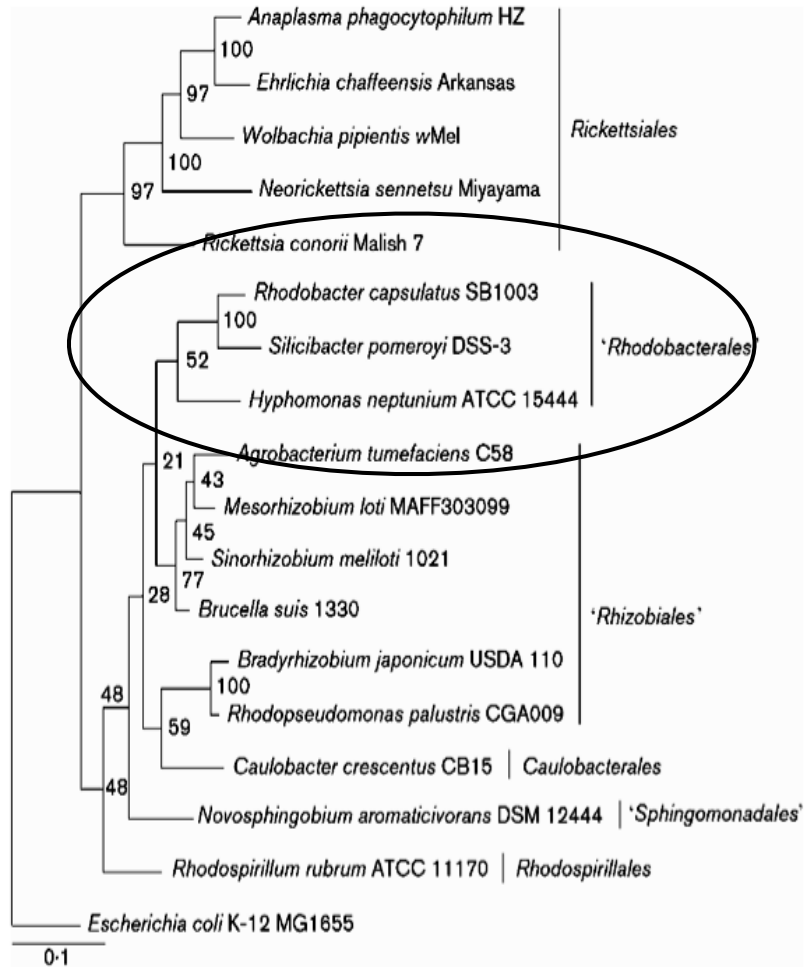 Anaplasma phagocytophilum HZ
100
Ehrlichia chaffeensis Arkansas
97
Wolbachia pipientis wMel
Rickettsiales
100
Neorickettsia sennetsu Miyayama
97
Rickettsia conorii Malish 7
Rhodobacter capsulatus SB1003
100
Silicibacter pomeroyi DSS-3
'Rhodobacterales'
52
Hyphomonas neptunium ATCC 15444
Agrobacterium tumefaciens C58
21
43
Mesorhizobium loti MAFF303099
45
Sinorhizobium meliloti 1021
77
28
Brucella suis 1330
'Rhizobiales'
Bradyrhizobium japonicum USDA 110
100
48
Rhodopseudomonas palustris CGA009
59
Caulobacter crescentus CB15 Caulobacterales
48
Novosphingobium aromaticivorans DSM 12444 'Sphingomonadales'
Rhodospirillum rubrum ATCC 11170 Rhodospirillales
Escherichia coli K-12 MG1655
0·1